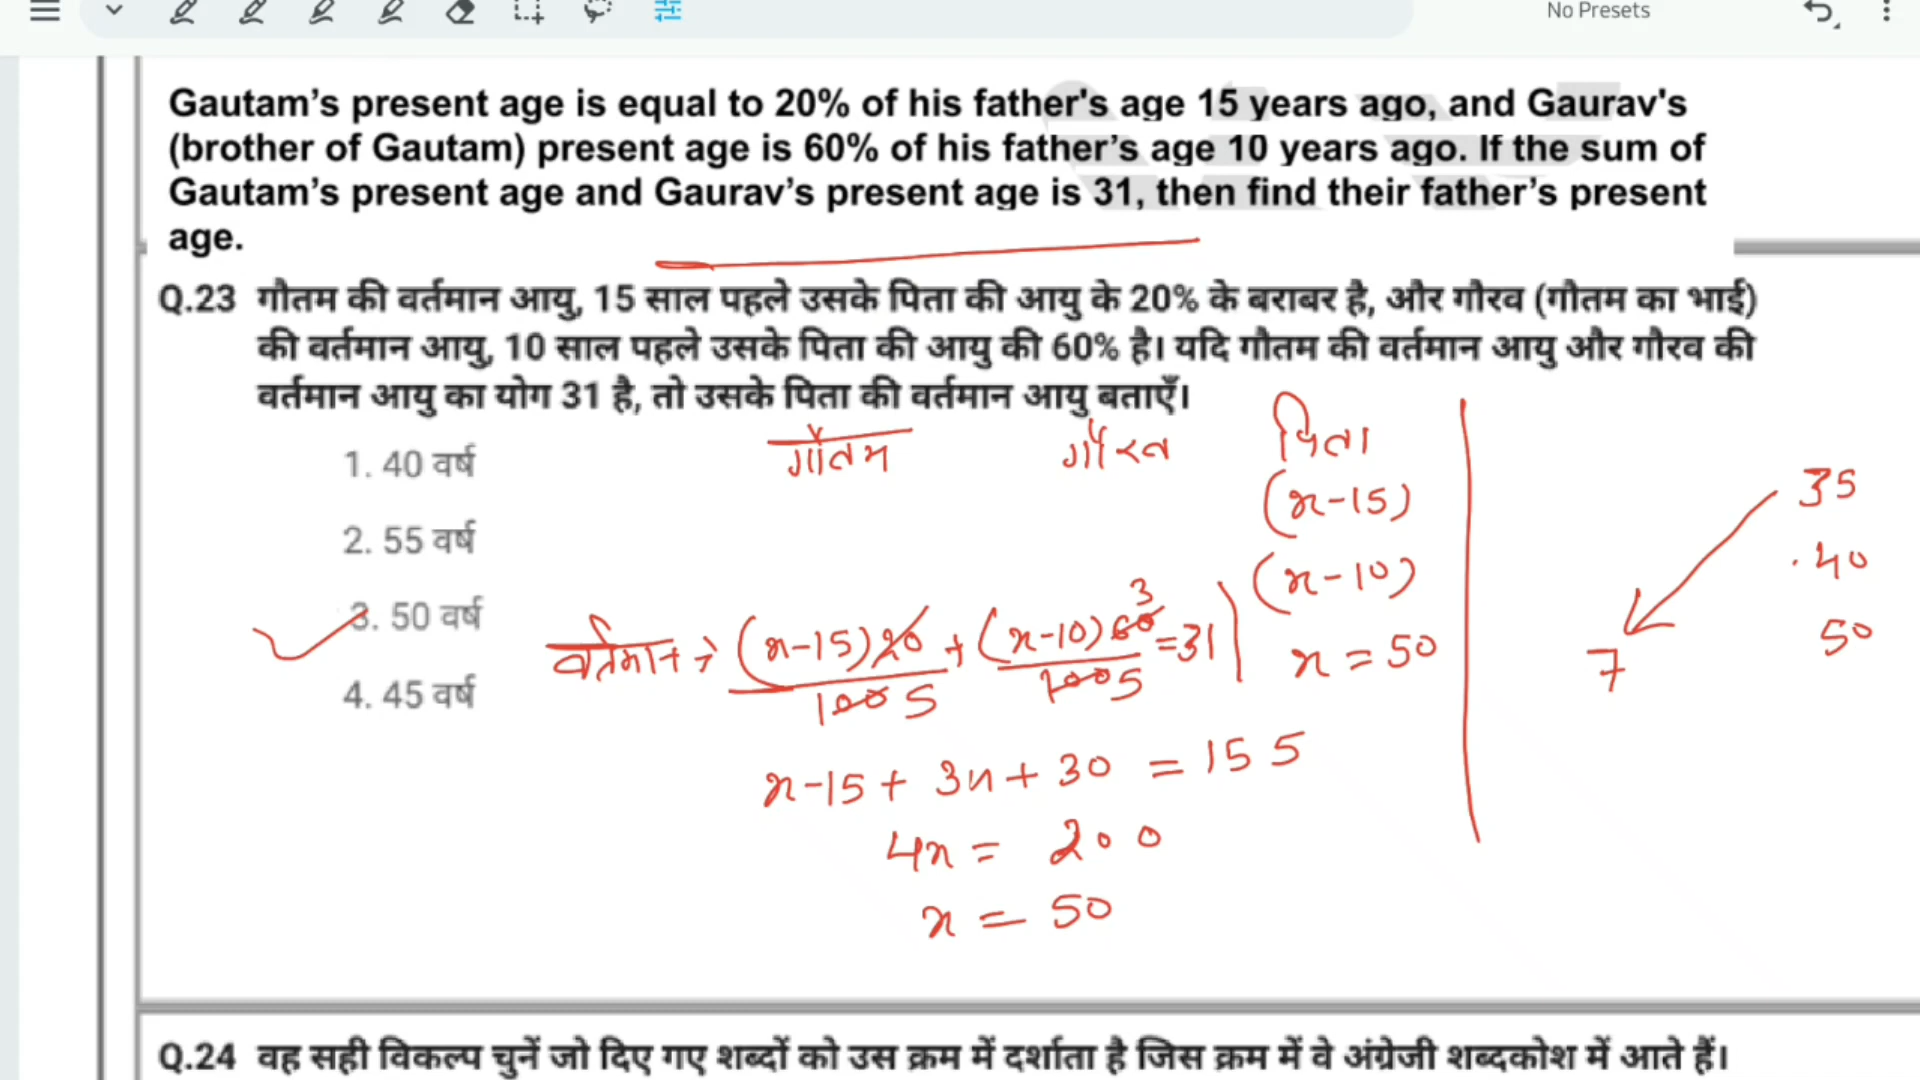 No Presets
Gautam's present age is equal to 20% of his father's age 15 years ago, and Gaurav's
(brother of Gautam) present age is 60% of his father's age 10 years ago. If the sum of
Gautam's present age and Gaurav's present age is 31, then find their father's present
age.
Q.23 गौतम की वर्तमान आयु, 15 साल पहले उसके पिता की आयु के 20% के बराबर है, और गौरव (गौतम का भाई)
की वर्तमान आयु, 10 साल पहले उसके पिता की आयु की 60% है। यदि गौतम की वर्तमान आयु और गौरव की
वर्तमान आयु का योग 31 है, तो उसके पिता की वर्तमान आयु बताएँ।
1. 40 वर्ष
2. 55 वर्ष
3. 50 वर्ष
4. 45 वर्ष
गौतम गौरव पिता
(x-15)
(x-10)
वर्तमान → (x-15)20/100 5 + (x-10)60 3/100 5 = 31
x = 50
x-15 + 3x + 30 = 155
4x = 200
x = 50
35
40
50
7
Q.24 वह सही विकल्प चुनें जो दिए गए शब्दों को उस क्रम में दर्शाता है जिस क्रम में वे अंग्रेजी शब्दकोश में आते हैं।